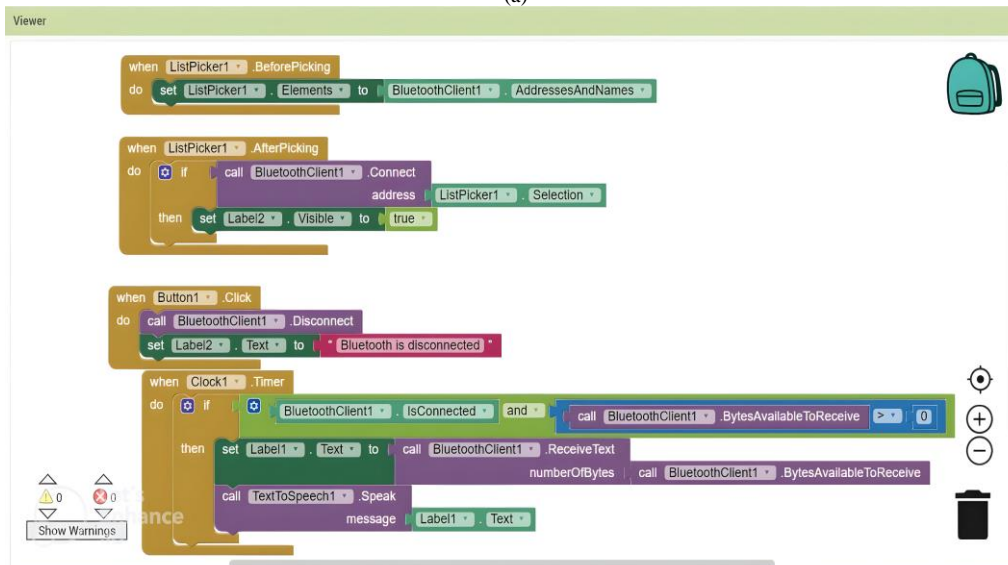 (a)
Viewer
when ListPicker1 .BeforePicking
do set ListPicker1 . Elements to BluetoothClient1 . AddressesAndNames
when ListPicker1 .AfterPicking
do if call BluetoothClient1 .Connect
address ListPicker1 . Selection
then set Label2 . Visible to true
when Button1 .Click
do call BluetoothClient1 .Disconnect
set Label2 . Text to " Bluetooth is disconnected "
when Clock1 .Timer
do if BluetoothClient1 . IsConnected and call BluetoothClient1 .BytesAvailableToReceive > 0
then set Label1 . Text to call BluetoothClient1 .ReceiveText
numberOfBytes call BluetoothClient1 .BytesAvailableToReceive
call TextToSpeech1 .Speak
message Label1 . Text
0 0
Show Warnings